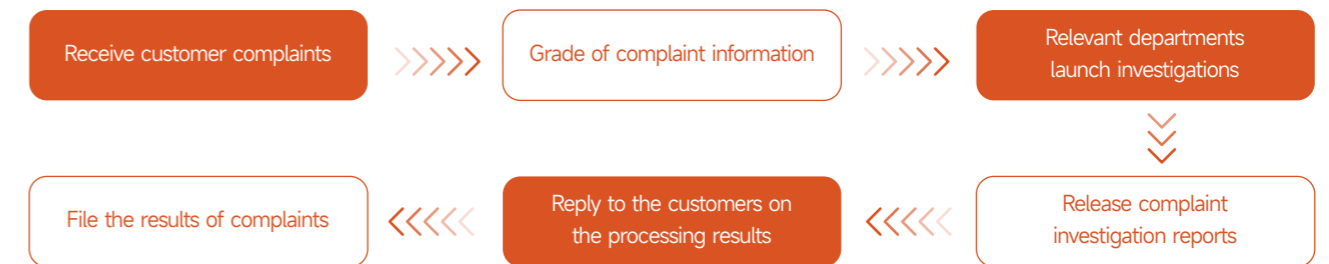 Receive customer complaints
Grade of complaint information
Relevant departments
launch investigations
Release complaint
investigation reports
Reply to the customers on
the processing results
File the results of complaints